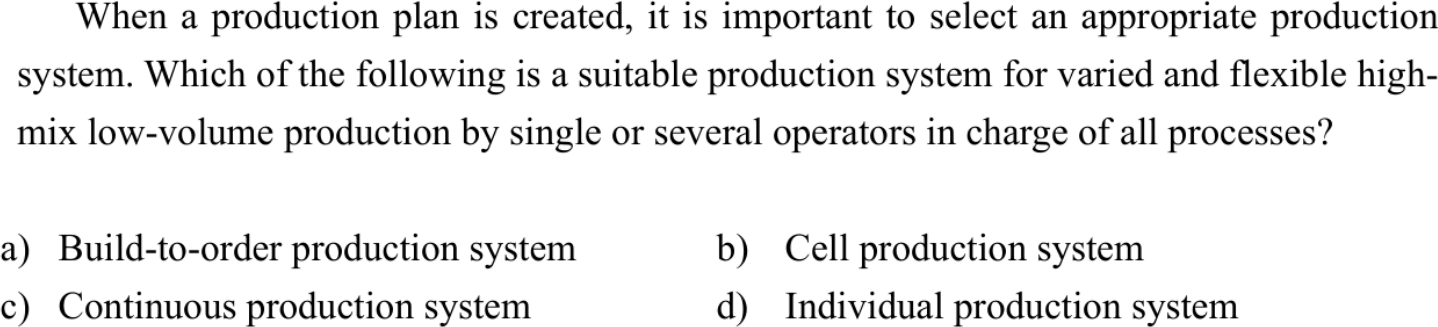 When a production plan is created, it is important to select an appropriate production
system. Which of the following is a suitable production system for varied and flexible high-
mix low-volume production by single or several operators in charge of all processes?
a) Build-to-order production system b) Cell production system
c) Continuous production system d) Individual production system